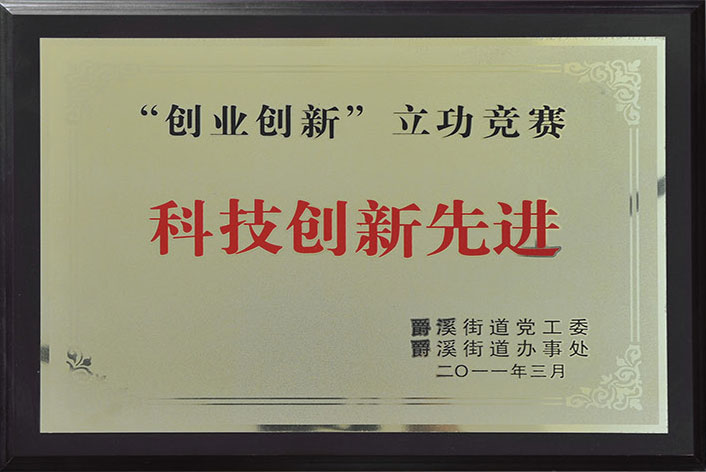 “创业创新”立功竞赛
科技创新先进
爵溪街道党工委
爵溪街道办事处
二〇一一年三月